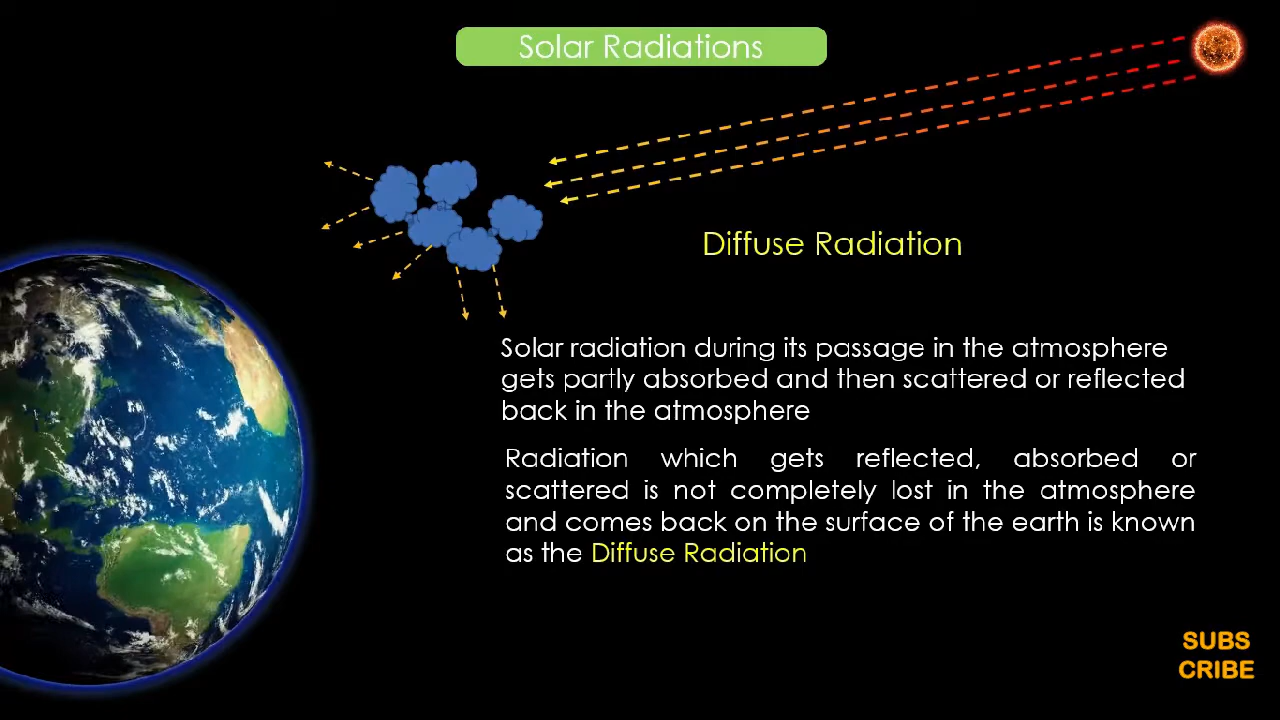 Solar Radiations
Diffuse Radiation
Solar radiation during its passage in the atmosphere
gets partly absorbed and then scattered or reflected
back in the atmosphere
Radiation which gets reflected, absorbed or
scattered is not completely lost in the atmosphere
and comes back on the surface of the earth is known
as the Diffuse Radiation
SUBS
CRIBE